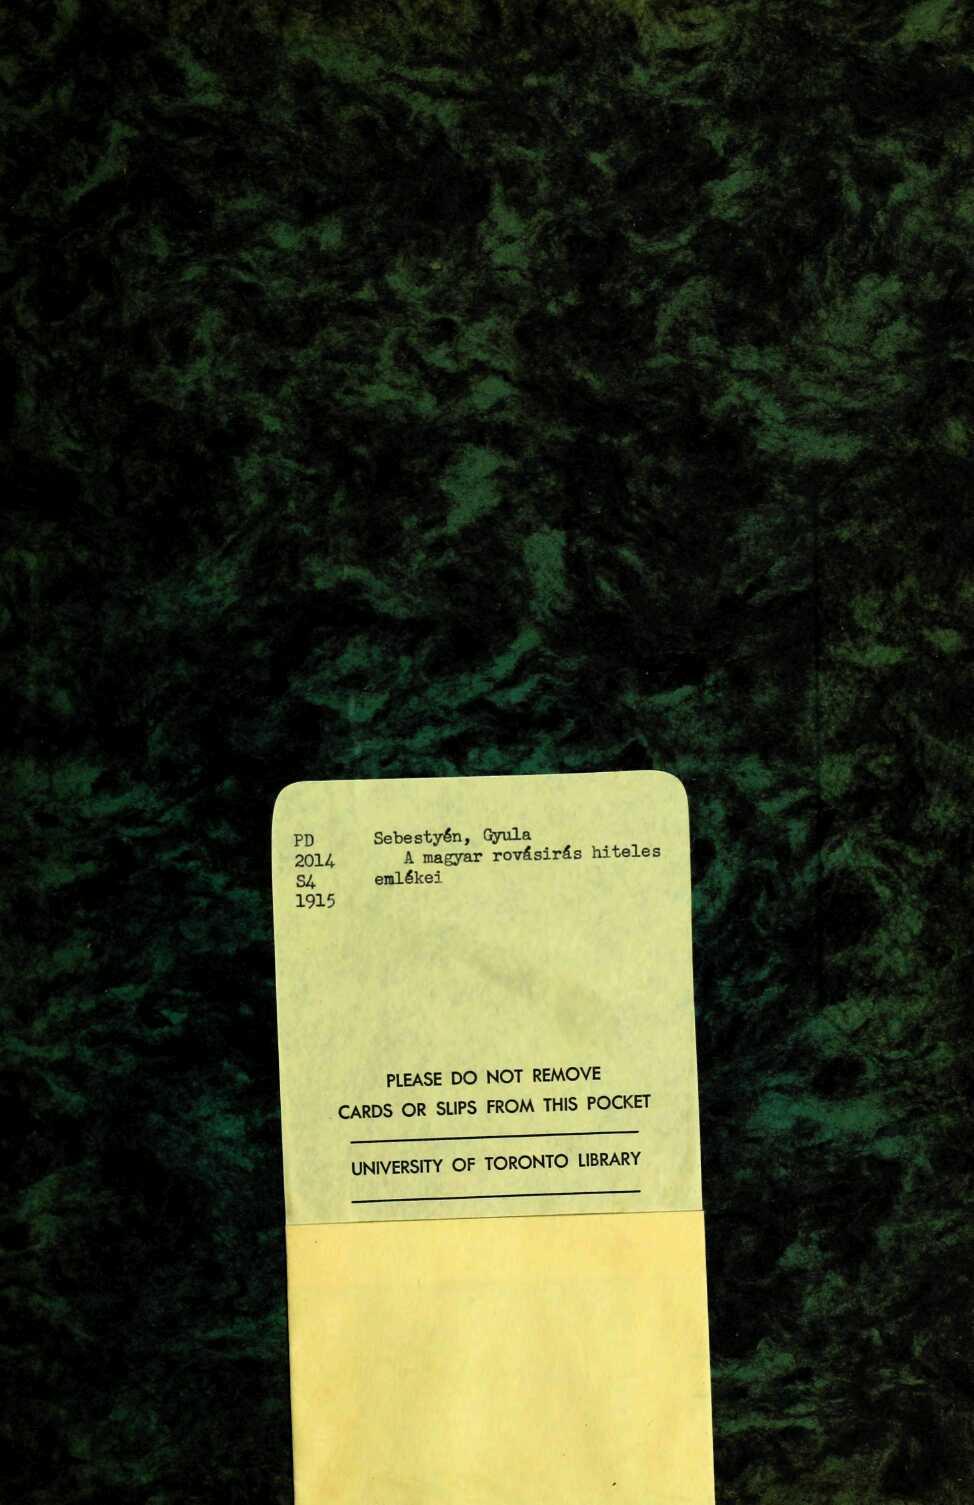 PD Sebestyén, Gyula
2014 A magyar rovásirás hiteles
S4 emlékei
1915
PLEASE DO NOT REMOVE
CARDS OR SLIPS FROM THIS POCKET
UNIVERSITY OF TORONTO LIBRARY